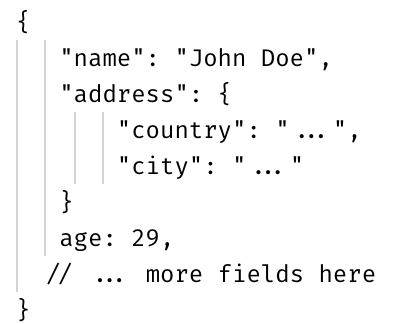 {
"name": "John Doe",
"address": {
"country": "...",
"city": "..."
}
age: 29,
// ... more fields here
}